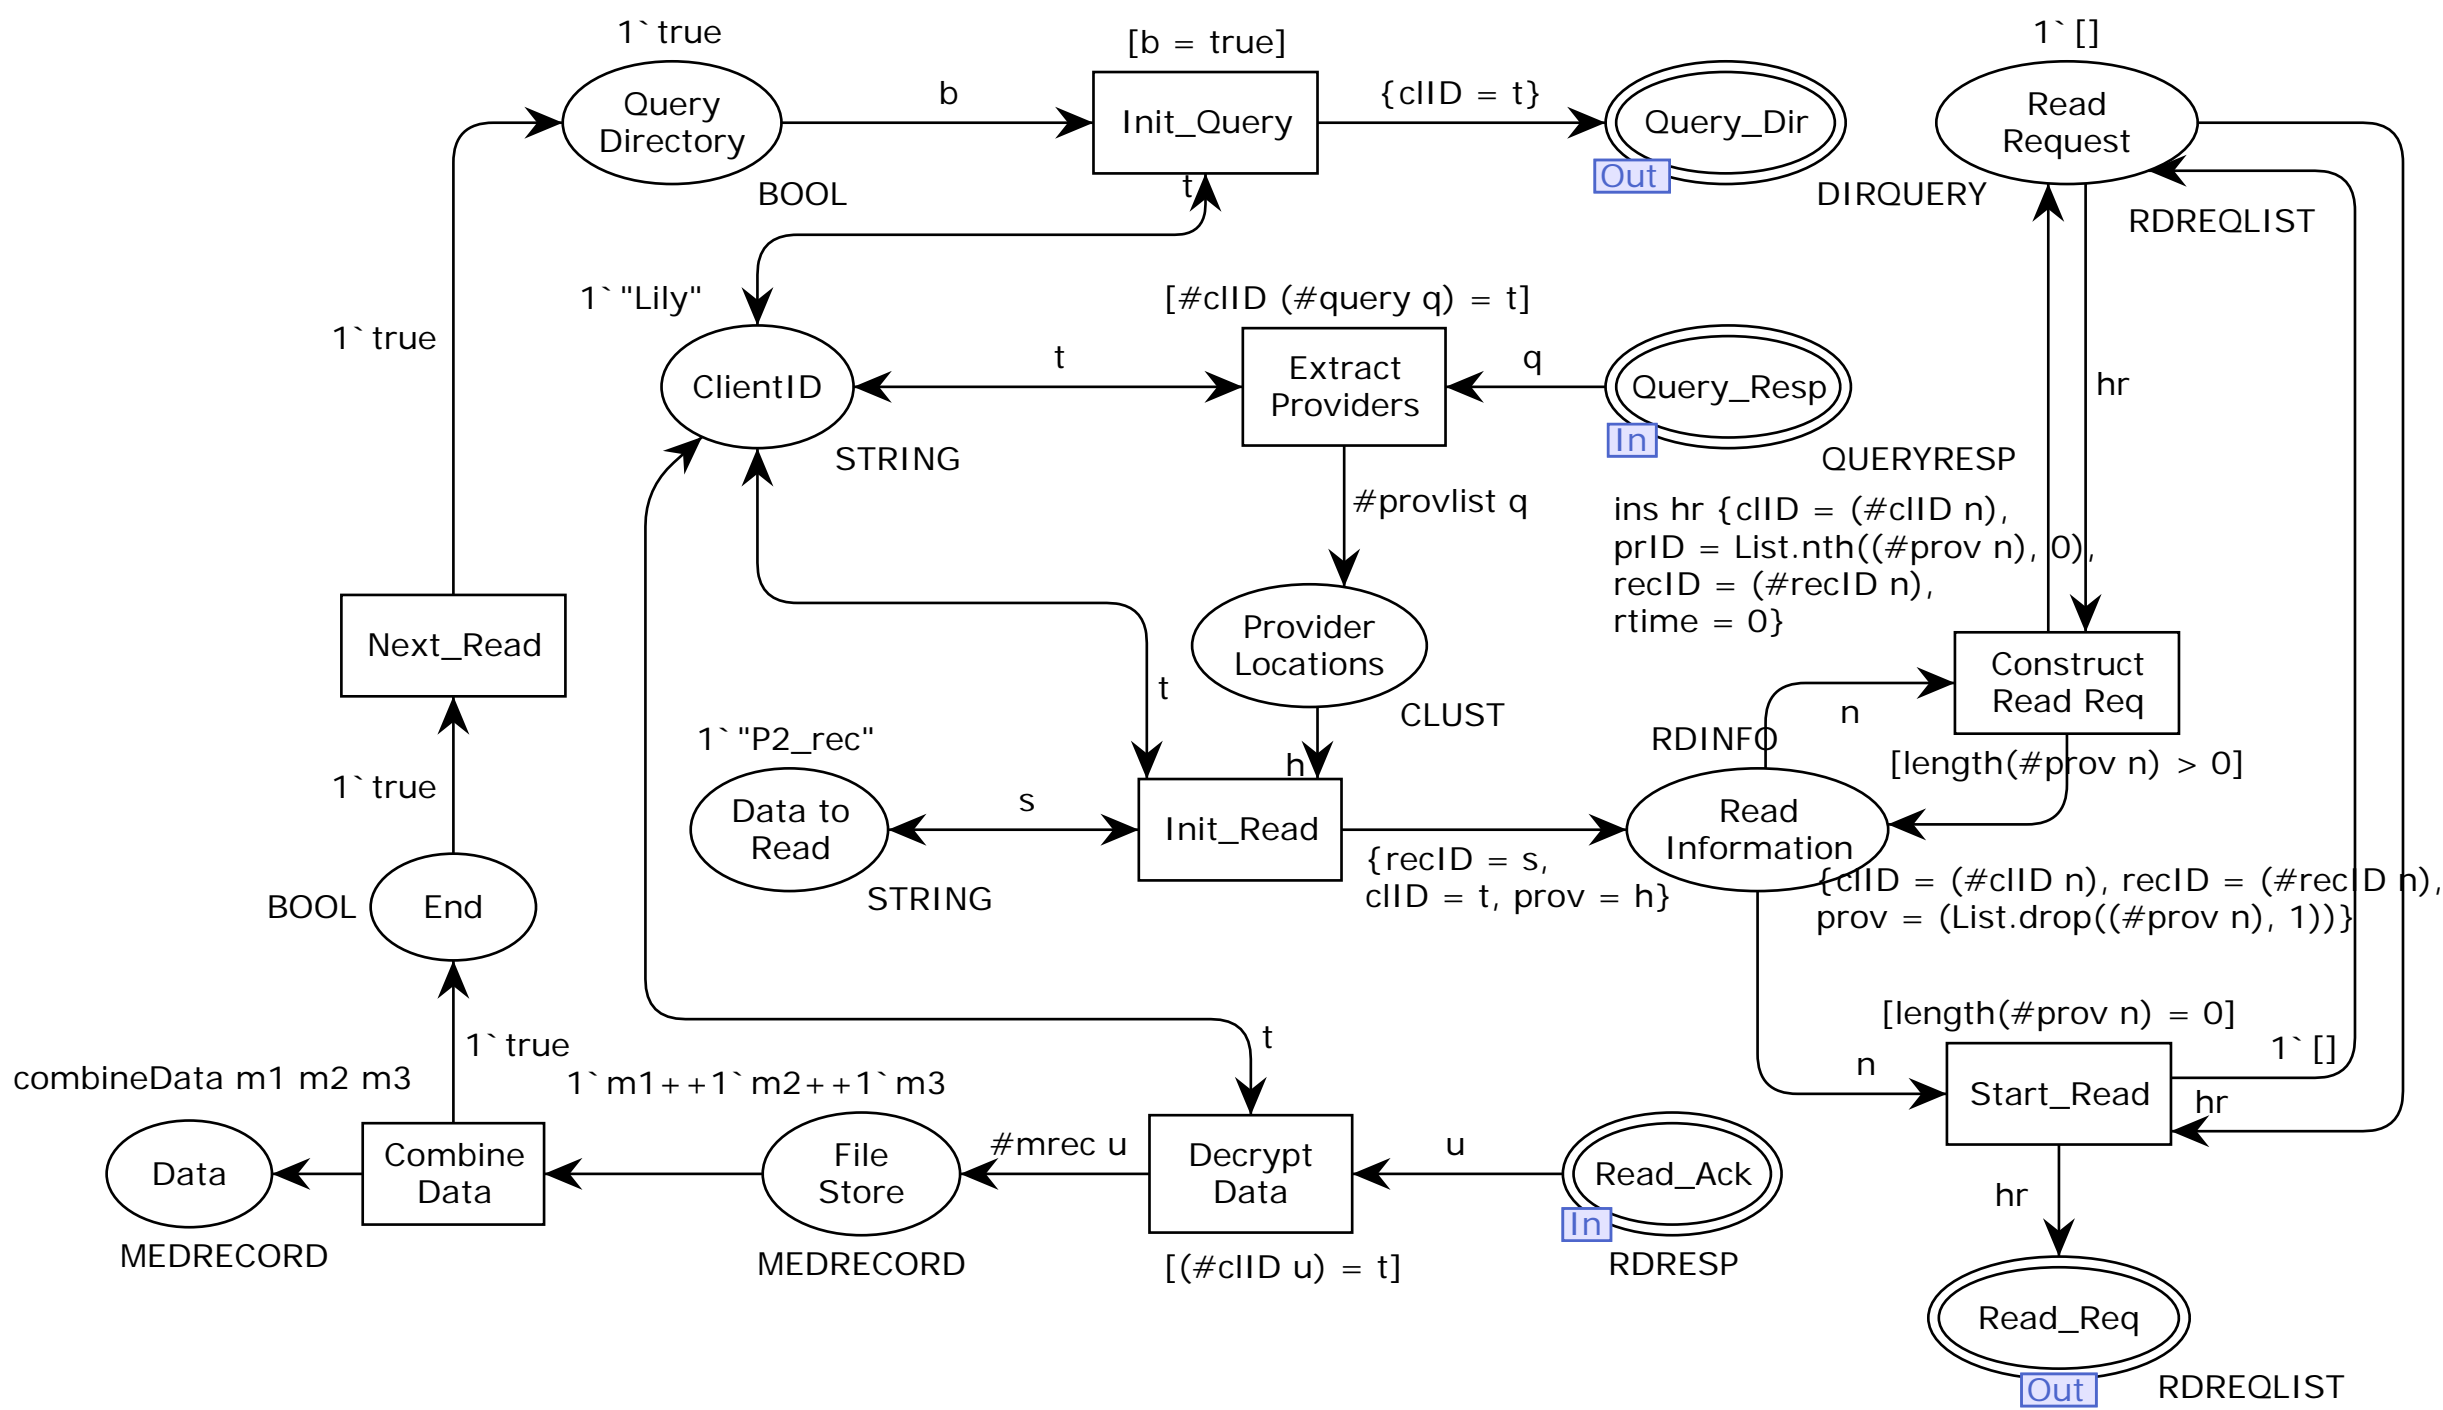 1`true
[b = true]
1`[]
Query
Directory
b
Init_Query
{clID = t}
Query_Dir
Out
Read
Request
BOOL
t
DIRQUERY
RDREQLIST
1`"Lily"
[#clID (#query q) = t]
1`true
ClientID
t
Extract
Providers
q
Query_Resp
In
hr
STRING
QUERYRESP
#provlist q
ins hr {clID = (#clID n),
prID = List.nth((#prov n), 0),
recID = (#recID n),
rtime = 0}
Next_Read
Provider
Locations
Construct
Read Req
t
CLUST
n
1`"P2_rec"
RDINFO
h
[length(#prov n) > 0]
1`true
Data to
Read
s
Init_Read
Read
Information
{recID = s,
clID = t, prov = h}
{clID = (#clID n), recID = (#recID n),
prov = (List.drop((#prov n), 1))}
STRING
BOOL
End
[length(#prov n) = 0]
1`true
t
n
1`[]
Start_Read
hr
combineData m1 m2 m3
1`m1++1`m2++1`m3
Data
Combine
Data
File
Store
#mrec u
Decrypt
Data
u
Read_Ack
In
hr
MEDRECORD
MEDRECORD
[(#clID u) = t]
RDRESP
Read_Req
Out
RDREQLIST